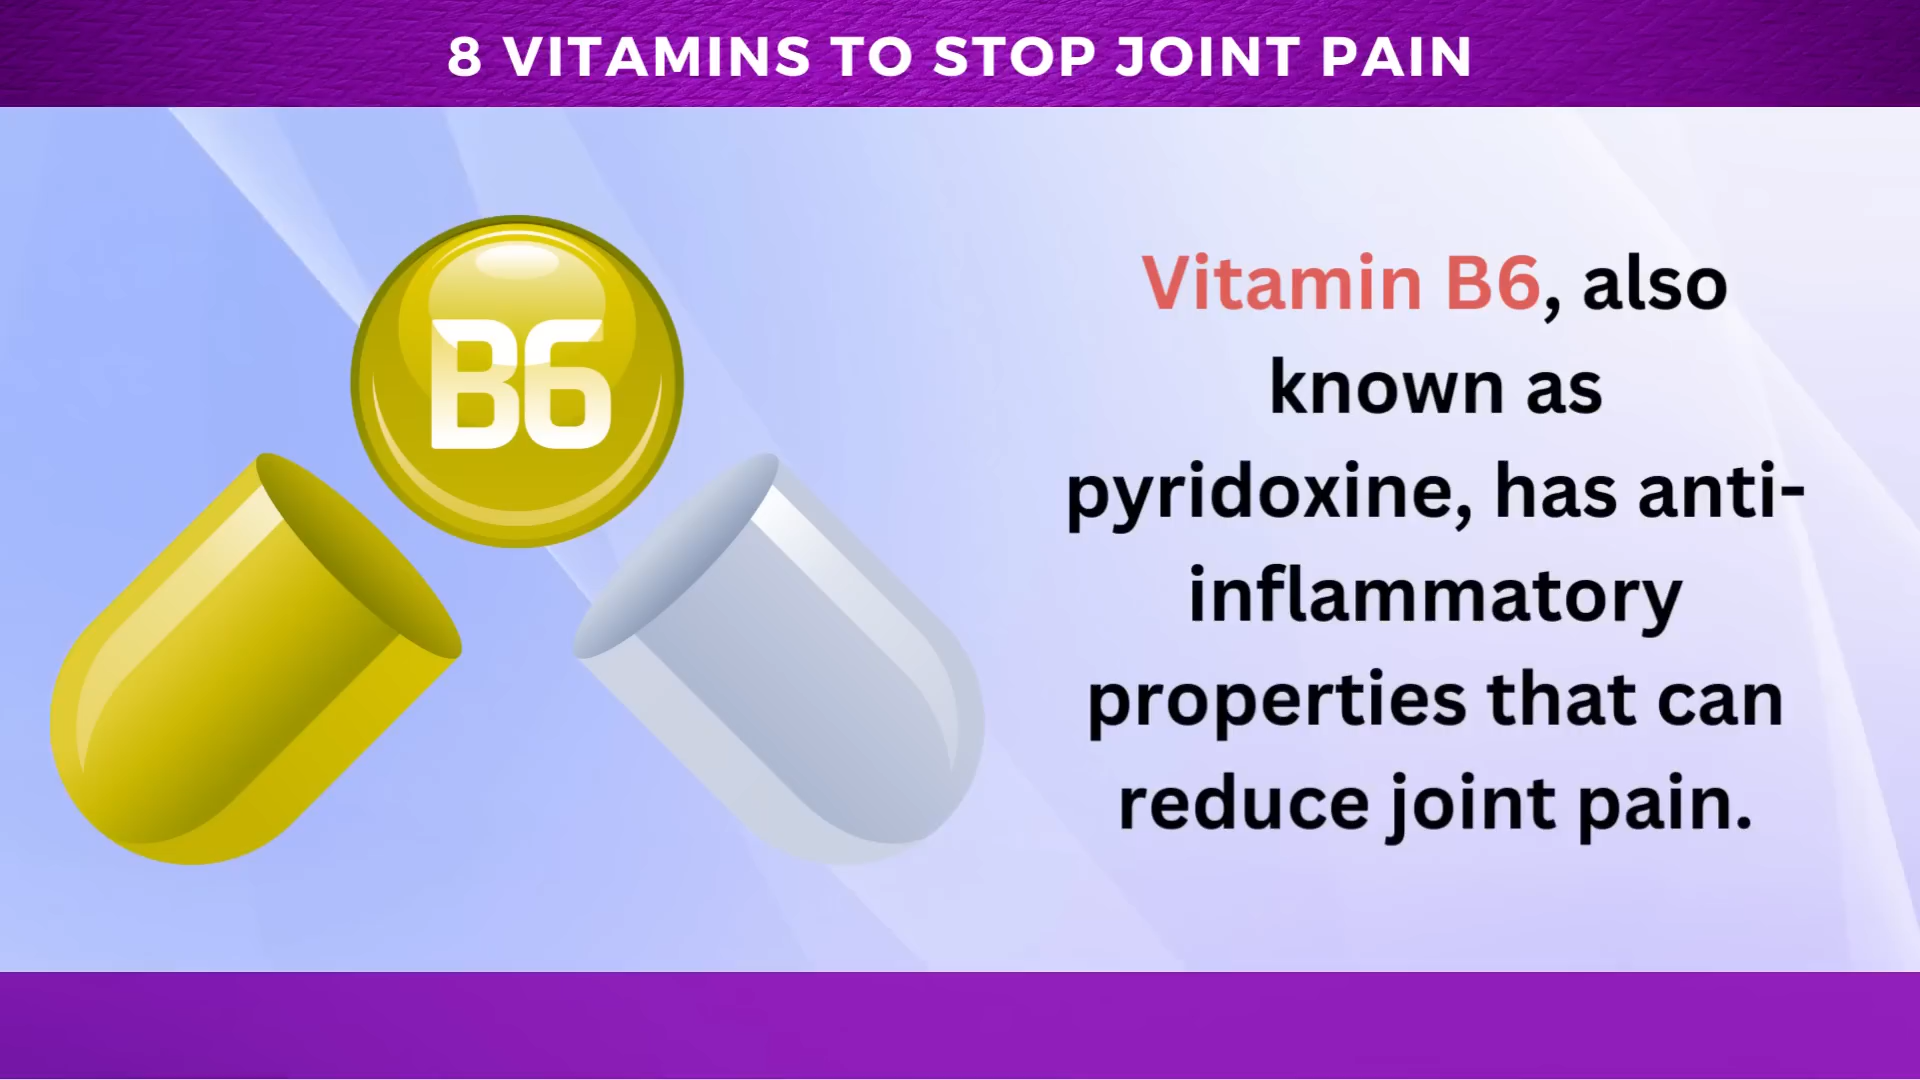 8 VITAMINS TO STOP JOINT PAIN
B6
Vitamin B6, also
known as
pyridoxine, has anti-
inflammatory
properties that can
reduce joint pain.